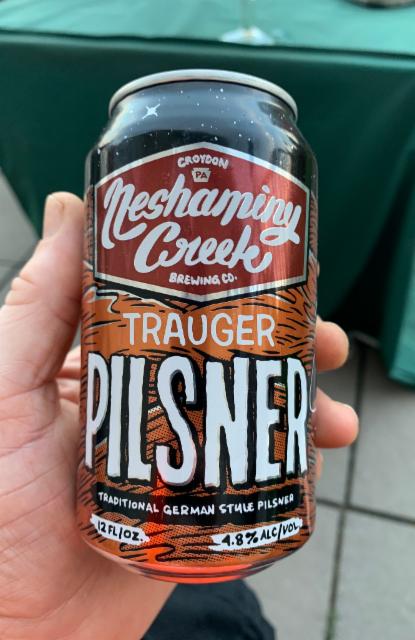 CROYDON
PA
Neshaminy
Creek
BREWING CO.
TRAUGER
PILSNER
TRADITIONAL GERMAN STYLE PILSNER
12 FL/OZ. 4.8% ALC/VOL.